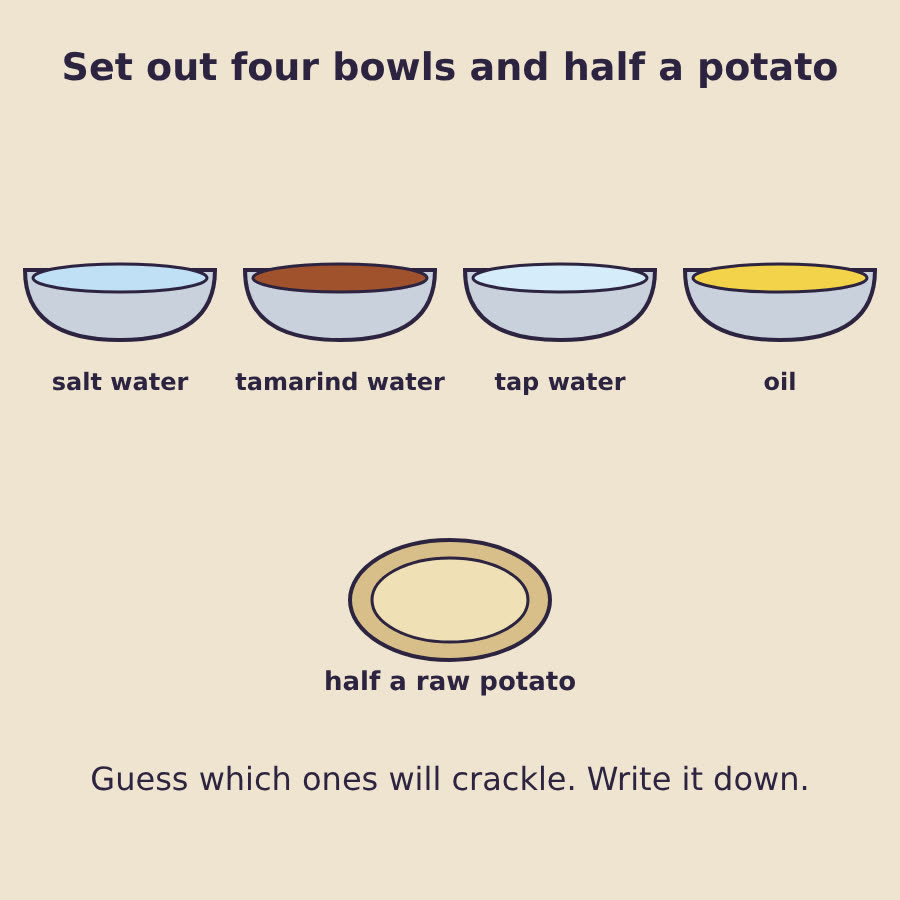 Set out four bowls and half a potato
salt water
tamarind water
tap water
oil
half a raw potato
Guess which ones will crackle. Write it down.